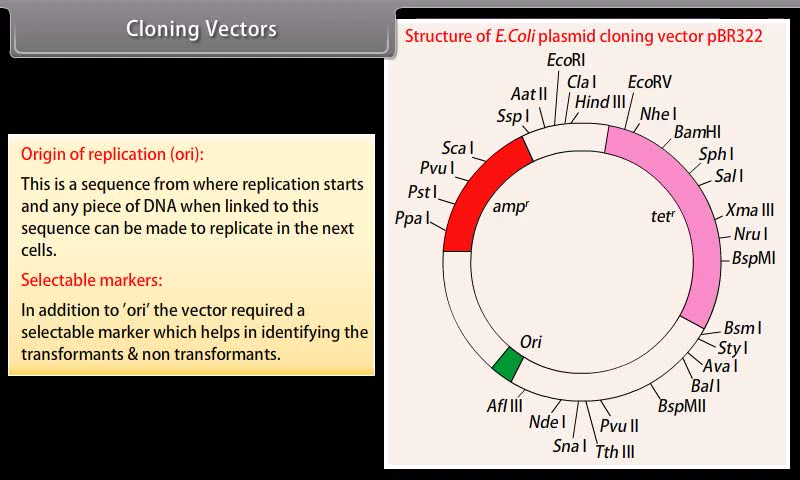 Cloning Vectors
Structure of E.Coli plasmid cloning vector pBR322
Origin of replication (ori):
This is a sequence from where replication starts
and any piece of DNA when linked to this
sequence can be made to replicate in the next
cells.
Selectable markers:
In addition to 'ori' the vector required a
selectable marker which helps in identifying the
transformants & non transformants.
EcoRI
Cla I
Hind III
EcoRV
Nhe I
BamHI
Sph I
Sal I
Xma III
Nru I
BspMI
Bsm I
Sty I
Ava I
Bal I
BspMII
Pvu II
Tth III
Sna I
Nde I
Afl III
Ppa I
Pst I
Pvu I
Sca I
Ssp I
Aat II
ampr
tetr
Ori